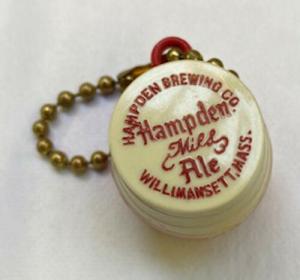 HAMPDEN BREWING CO.
Hampden
Mild
Ale
WILLIMANSETT, MASS.